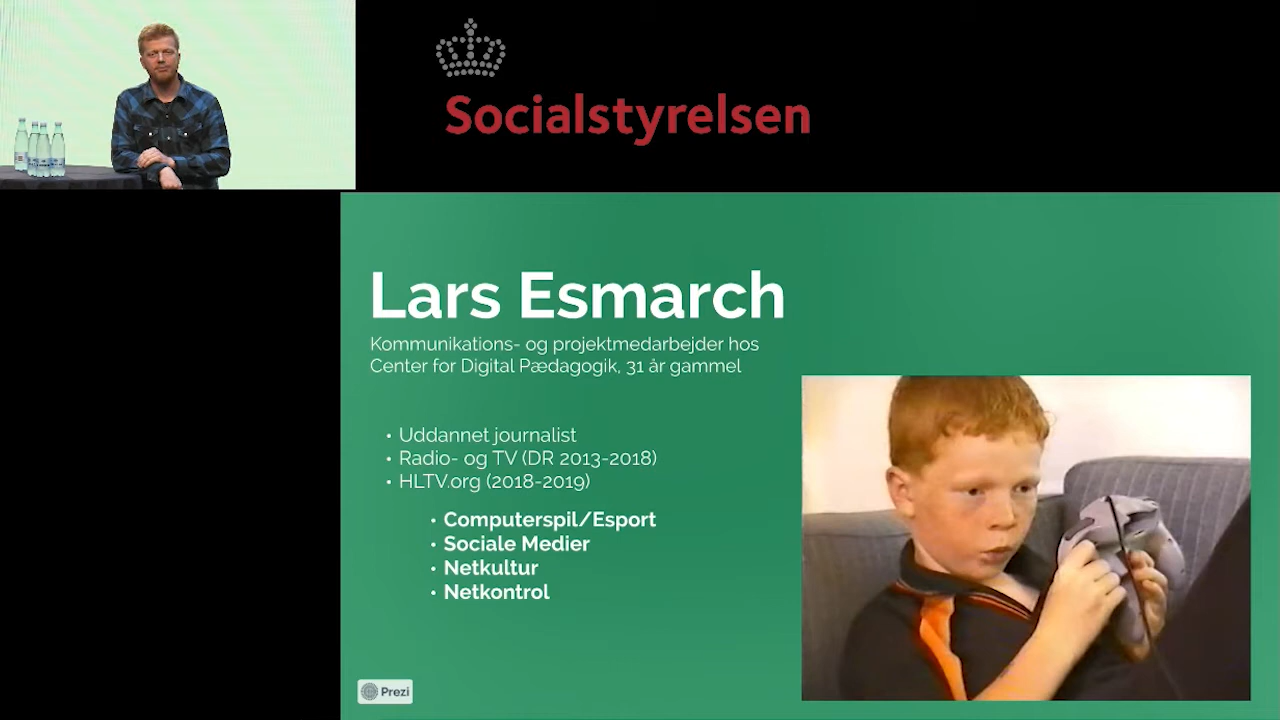 Socialstyrelsen
Lars Esmarch
Kommunikations- og projektmedarbejder hos
Center for Digital Pædagogik, 31 år gammel
• Uddannet journalist
• Radio- og TV (DR 2013-2018)
• HLTV.org (2018-2019)
• Computerspil/Esport
• Sociale Medier
• Netkultur
• Netkontrol
Prezi